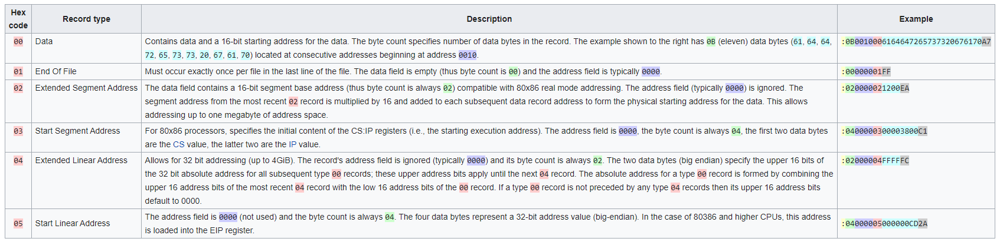 Hex code Record type Description Example
00 Data Contains data and a 16-bit starting address for the data. The byte count specifies number of data bytes in the record. The example shown to the right has 0B (eleven) data bytes (61, 64, 64, :0B0010006164647265737320676170A7
72, 65, 73, 73, 20, 67, 61, 70) located at consecutive addresses beginning at address 0010.
01 End Of File Must occur exactly once per file in the last line of the file. The data field is empty (thus byte count is 00) and the address field is typically 0000. :00000001FF
02 Extended Segment Address The data field contains a 16-bit segment base address (thus byte count is always 02) compatible with 80x86 real mode addressing. The address field (typically 0000) is ignored. The :020000021200EA
segment address from the most recent 02 record is multiplied by 16 and added to each subsequent data record address to form the physical starting address for the data. This allows
addressing up to one megabyte of address space.
03 Start Segment Address For 80x86 processors, specifies the initial content of the CS:IP registers (i.e., the starting execution address). The address field is 0000, the byte count is always 04, the first two data bytes :0400000300003800C1
are the CS value, the latter two are the IP value.
04 Extended Linear Address Allows for 32 bit addressing (up to 4GiB). The record's address field is ignored (typically 0000) and its byte count is always 02. The two data bytes (big endian) specify the upper 16 bits of :02000004FFFFFC
the 32 bit absolute address for all subsequent type 00 records; these upper address bits apply until the next 04 record. The absolute address for a type 00 record is formed by combining the
upper 16 address bits of the most recent 04 record with the low 16 address bits of the 00 record. If a type 00 record is not preceded by any type 04 records then its upper 16 address bits
default to 0000.
05 Start Linear Address The address field is 0000 (not used) and the byte count is always 04. The four data bytes represent a 32-bit address value (big-endian). In the case of 80386 and higher CPUs, this address :04000005000000CD2A
is loaded into the EIP register.